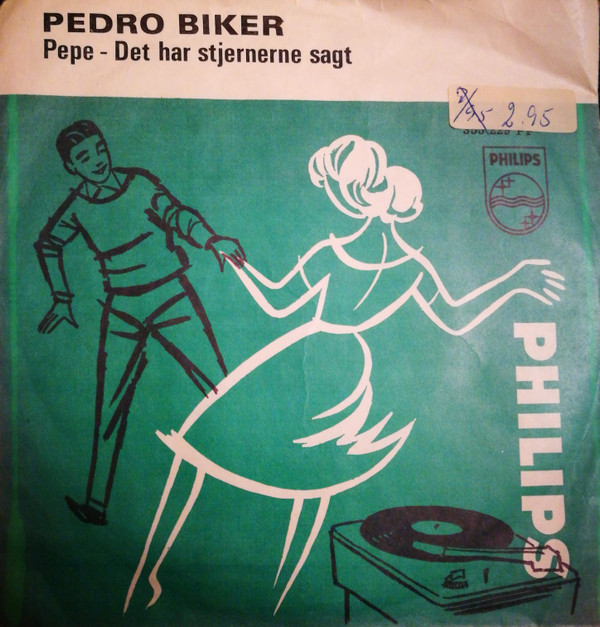 PEDRO BIKER
Pepe - Det har stjernerne sagt
2.95
PHILIPS
PHILIPS